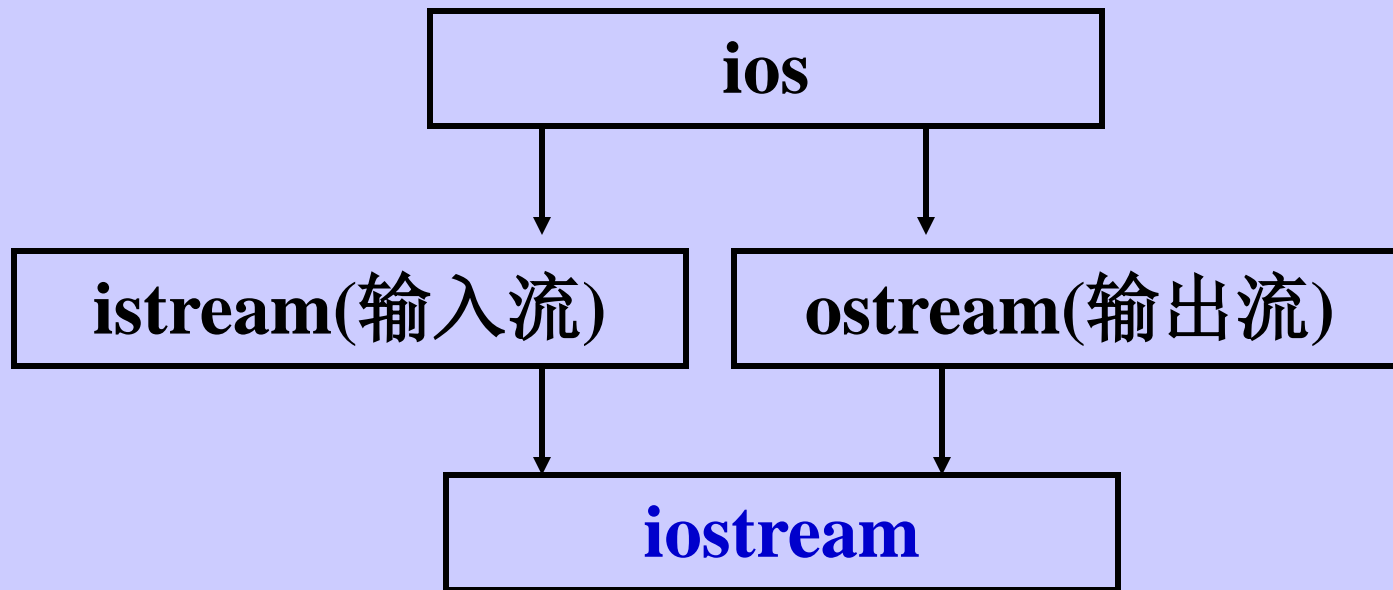 ios
istream(输入流)
ostream(输出流)
iostream